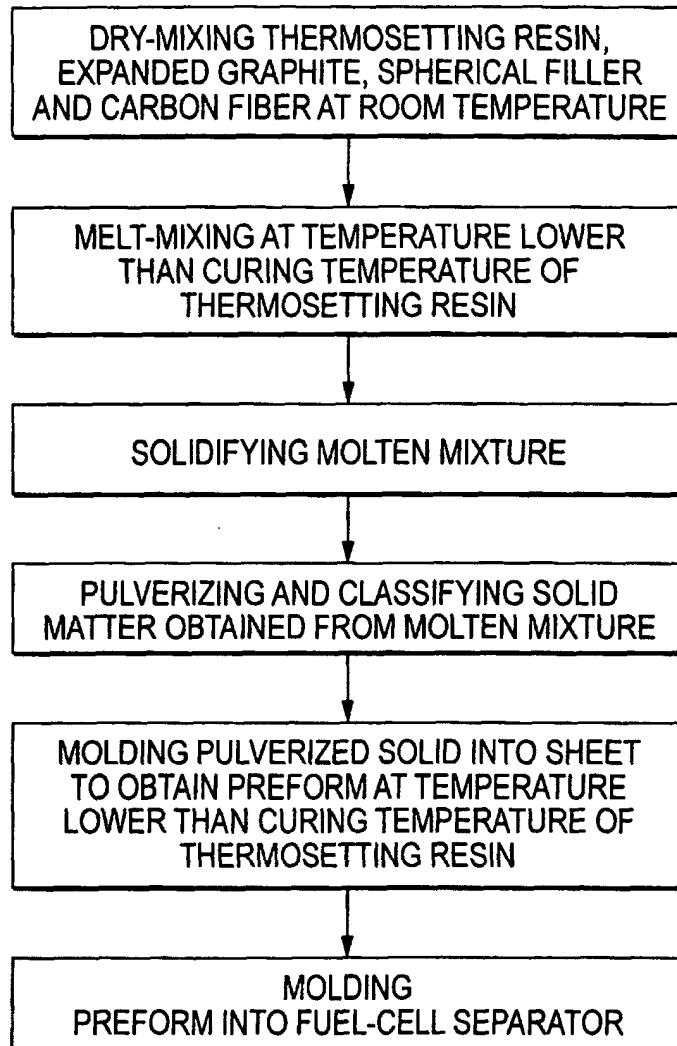 DRY-MIXING THERMOSETTING RESIN,
EXPANDED GRAPHITE, SPHERICAL FILLER
AND CARBON FIBER AT ROOM TEMPERATURE
MELT-MIXING AT TEMPERATURE LOWER
THAN CURING TEMPERATURE OF
THERMOSETTING RESIN
SOLIDIFYING MOLTEN MIXTURE
PULVERIZING AND CLASSIFYING SOLID
MATTER OBTAINED FROM MOLTEN MIXTURE
MOLDING PULVERIZED SOLID INTO SHEET
TO OBTAIN PREFORM AT TEMPERATURE
LOWER THAN CURING TEMPERATURE OF
THERMOSETTING RESIN
MOLDING
PREFORM INTO FUEL-CELL SEPARATOR